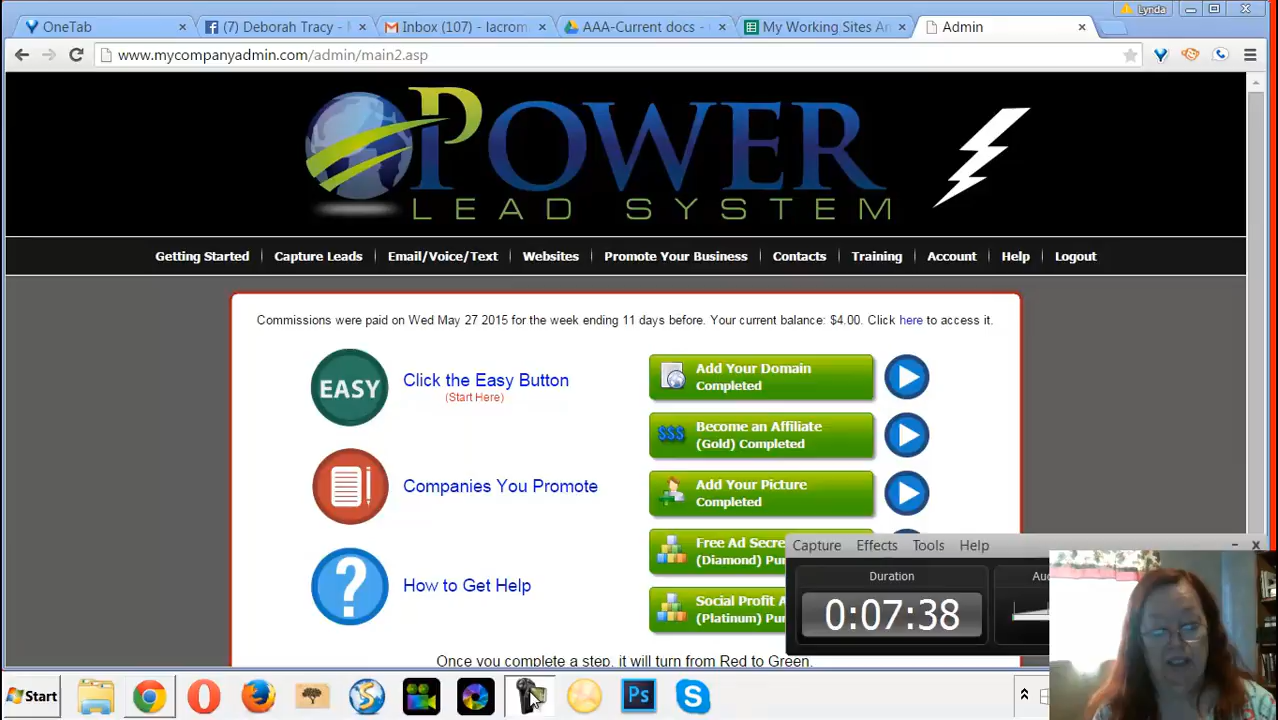 Lynda
OneTab
(7) Deborah Tracy -
Inbox (107) - lacrom
AAA-Current docs -
My Working Sites An
Admin
www.mycompanyadmin.com/admin/main2.asp
POWER
LEAD SYSTEM
Getting Started
Capture Leads
Email/Voice/Text
Websites
Promote Your Business
Contacts
Training
Account
Help
Logout
Commissions were paid on Wed May 27 2015 for the week ending 11 days before. Your current balance: $4.00. Click here to access it.
EASY
Click the Easy Button
(Start Here)
Add Your Domain
Completed
$$$
Become an Affiliate
(Gold) Completed
Companies You Promote
Add Your Picture
Completed
Free Ad Secre
(Diamond) Pu
?
How to Get Help
Social Profit A
(Platinum) Pu
Capture
Effects
Tools
Help
Duration
Au
0:07:38
Once you complete a step, it will turn from Red to Green.
Start
Ps